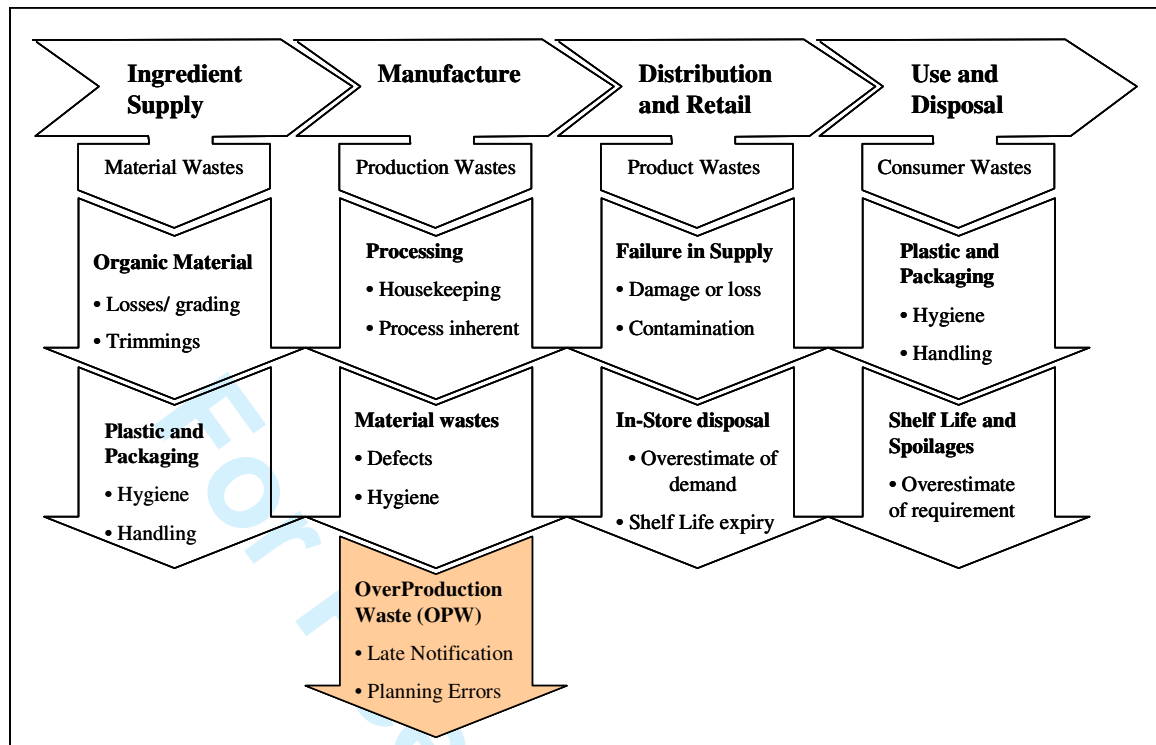 Ingredient
Supply
Manufacture
Distribution
and Retail
Use and
Disposal
Material Wastes
Production Wastes
Product Wastes
Consumer Wastes
Organic Material
• Losses/ grading
• Trimmings
Processing
• Housekeeping
• Process inherent
Failure in Supply
• Damage or loss
• Contamination
Plastic and
Packaging
• Hygiene
• Handling
Plastic and
Packaging
• Hygiene
• Handling
Material wastes
• Defects
• Hygiene
In-Store disposal
• Overestimate of
demand
• Shelf Life expiry
Shelf Life and
Spoilages
• Overestimate
of requirement
OverProduction
Waste (OPW)
• Late Notification
• Planning Errors
For